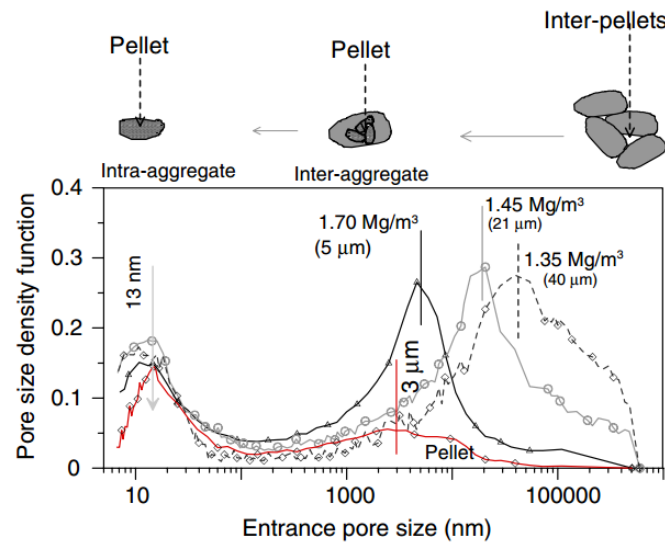 Pellet
Pellet
Inter-pellets
Intra-aggregate
Inter-aggregate
Pore size density function
0.4
0.3
0.2
0.1
0
13 nm
1.70 Mg/m³
(5 μm)
1.45 Mg/m³
(21 μm)
1.35 Mg/m³
(40 μm)
3 μm
Pellet
10
1000
100000
Entrance pore size (nm)